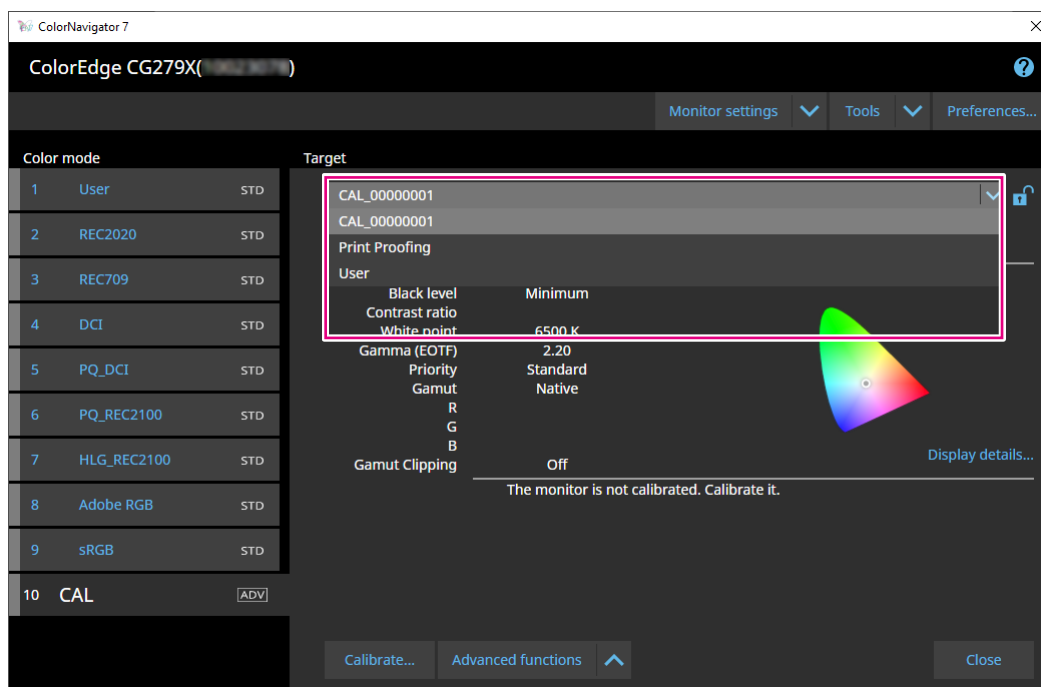 ColorNavigator 7
ColorEdge CG279X( )
Monitor settings Tools Preferences...
Color mode
Target
1 User STD
2 REC2020 STD
3 REC709 STD
4 DCI STD
5 PQ_DCI STD
6 PQ_REC2100 STD
7 HLG_REC2100 STD
8 Adobe RGB STD
9 sRGB STD
10 CAL ADV
CAL_00000001
CAL_00000001
Print Proofing
User
Black level Minimum
Contrast ratio
White point 6500 K
Gamma (EOTF) 2.20
Priority Standard
Gamut Native
R
G
B
Gamut Clipping Off
Display details...
The monitor is not calibrated. Calibrate it.
Calibrate... Advanced functions Close